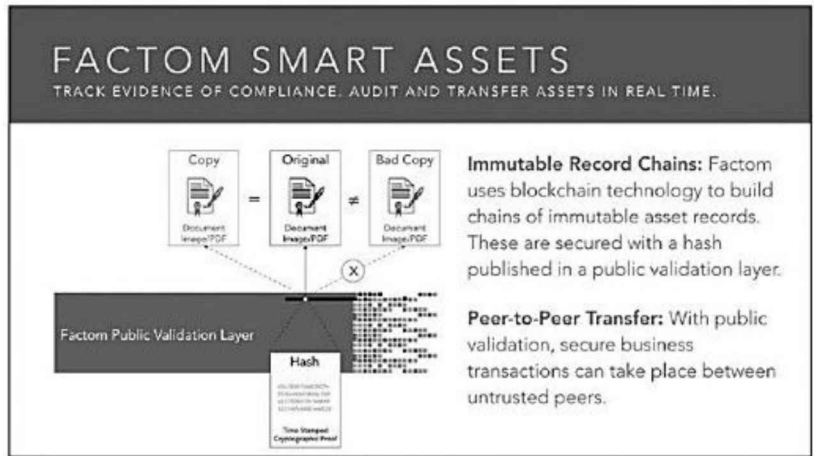 FACTOM SMART ASSETS
TRACK EVIDENCE OF COMPLIANCE. AUDIT AND TRANSFER ASSETS IN REAL TIME.
Copy
Original
Bad Copy
=
≠
Document
Image/PDF
Document
Image/PDF
Document
Image/PDF
X
Factom Public Validation Layer
Hash
Time Stamped
Cryptographic Proof
Immutable Record Chains: Factom
uses blockchain technology to build
chains of immutable asset records.
These are secured with a hash
published in a public validation layer.
Peer-to-Peer Transfer: With public
validation, secure business
transactions can take place between
untrusted peers.